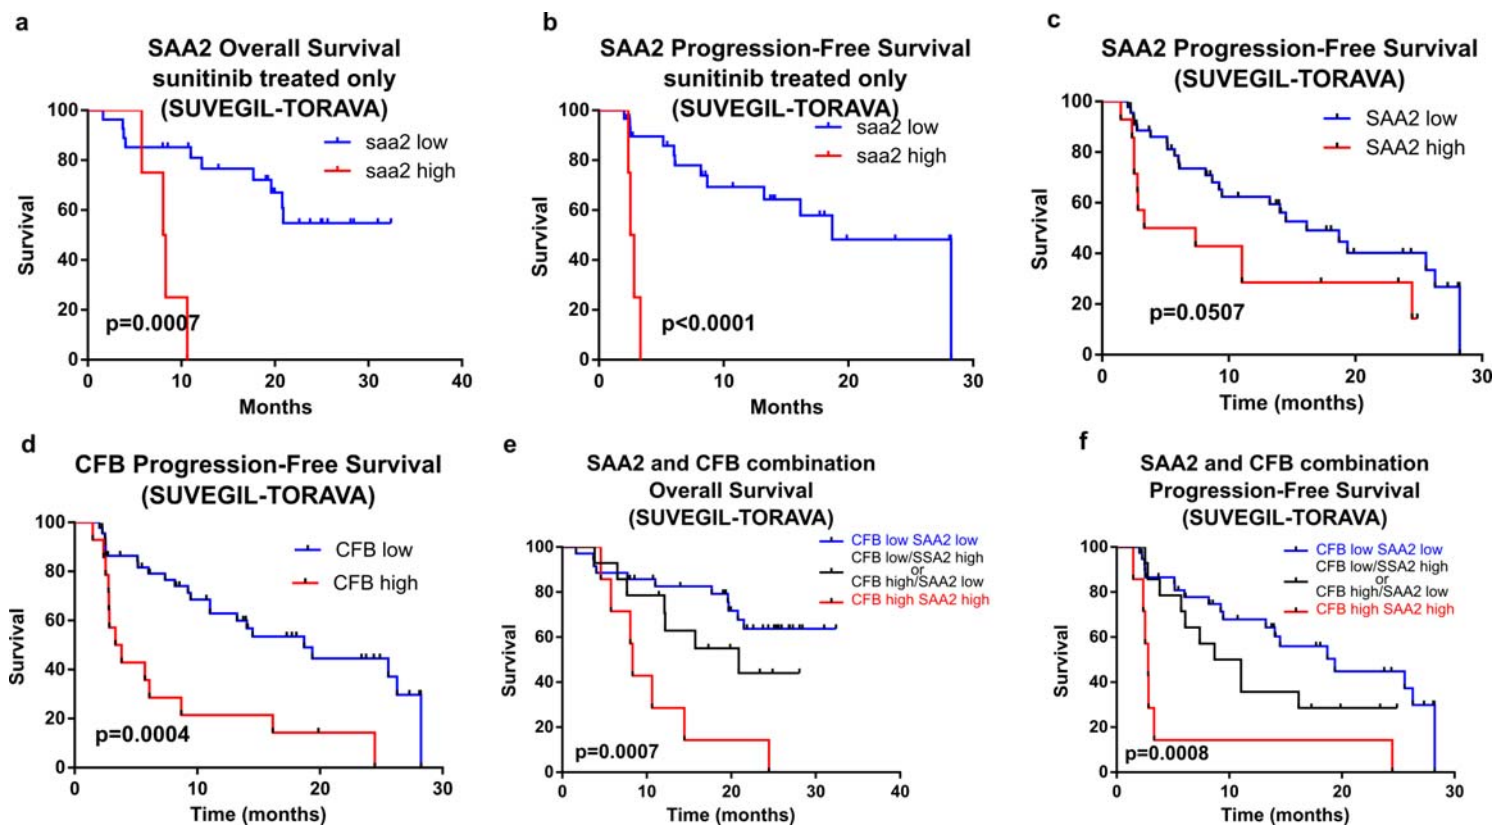 a
SAA2 Overall Survival
sunitinib treated only
(SUVEGIL-TORAVA)
100
80
60
40
20
0
Survival
saa2 low
saa2 high
p=0.0007
0 10 20 30 40
Months
b
SAA2 Progression-Free Survival
sunitinib treated only
(SUVEGIL-TORAVA)
100
80
60
40
20
0
Survival
saa2 low
saa2 high
p<0.0001
0 10 20 30
Months
c
SAA2 Progression-Free Survival
(SUVEGIL-TORAVA)
100
80
60
40
20
0
Survival
SAA2 low
SAA2 high
p=0.0507
0 10 20 30
Time (months)
d
CFB Progression-Free Survival
(SUVEGIL-TORAVA)
100
80
60
40
20
0
Survival
CFB low
CFB high
p=0.0004
0 10 20 30
Time (months)
e
SAA2 and CFB combination
Overall Survival
(SUVEGIL-TORAVA)
100
80
60
40
20
0
Survival
CFB low SAA2 low
CFB low/SSA2 high
or
CFB high/SAA2 low
CFB high SAA2 high
p=0.0007
0 10 20 30 40
Time (months)
f
SAA2 and CFB combination
Progression-Free Survival
(SUVEGIL-TORAVA)
100
80
60
40
20
0
Survival
CFB low SAA2 low
CFB low/SSA2 high
or
CFB high/SAA2 low
CFB high SAA2 high
p=0.0008
0 10 20 30
Time (months)